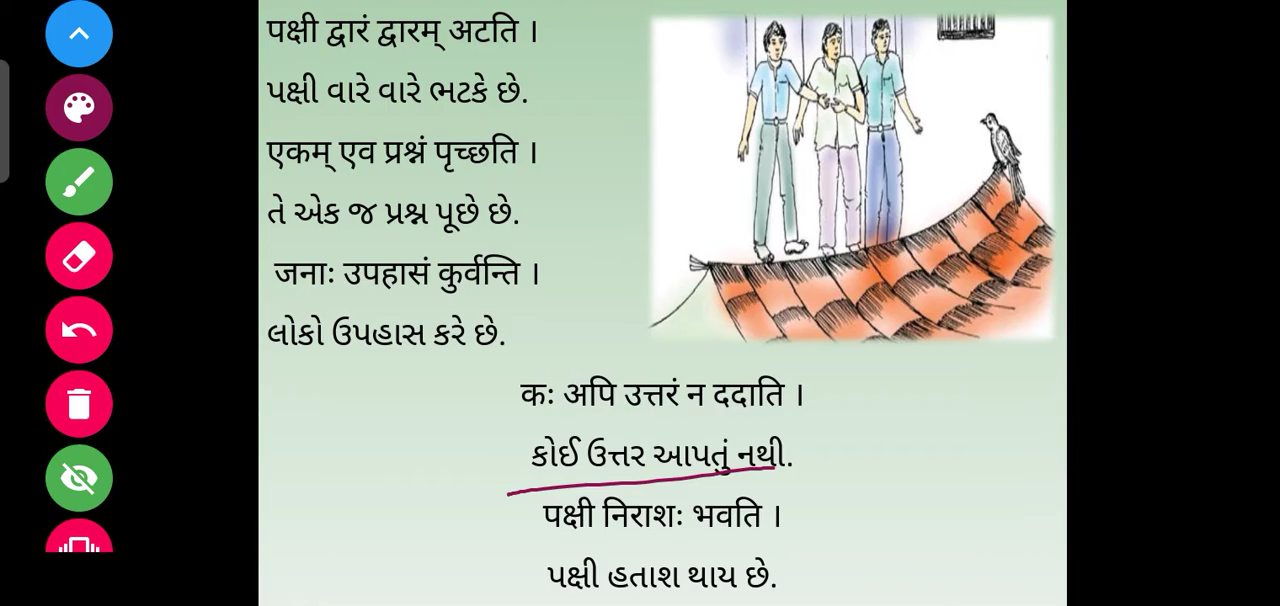 पक्षी द्वारं द्वारम् अटति ।
પક્ષી વારે વારે ભટકે છે.
एकम् एव प्रश्नं पृच्छति ।
તે એક જ પ્રશ્ન પૂછે છે.
जनाः उपहासं कुर्वन्ति ।
લોકો ઉપહાસ કરે છે.
कः अपि उत्तरं न ददाति ।
કોઈ ઉત્તર આપતું નથી.
पक्षी निराशः भवति ।
પક્ષી હતાશ થાય છે.